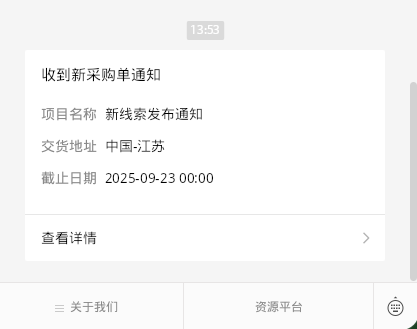 13:53
收到新采购单通知
项目名称 新线索发布通知
交货地址 中国-江苏
截止日期 2025-09-23 00:00
查看详情
关于我们 资源平台